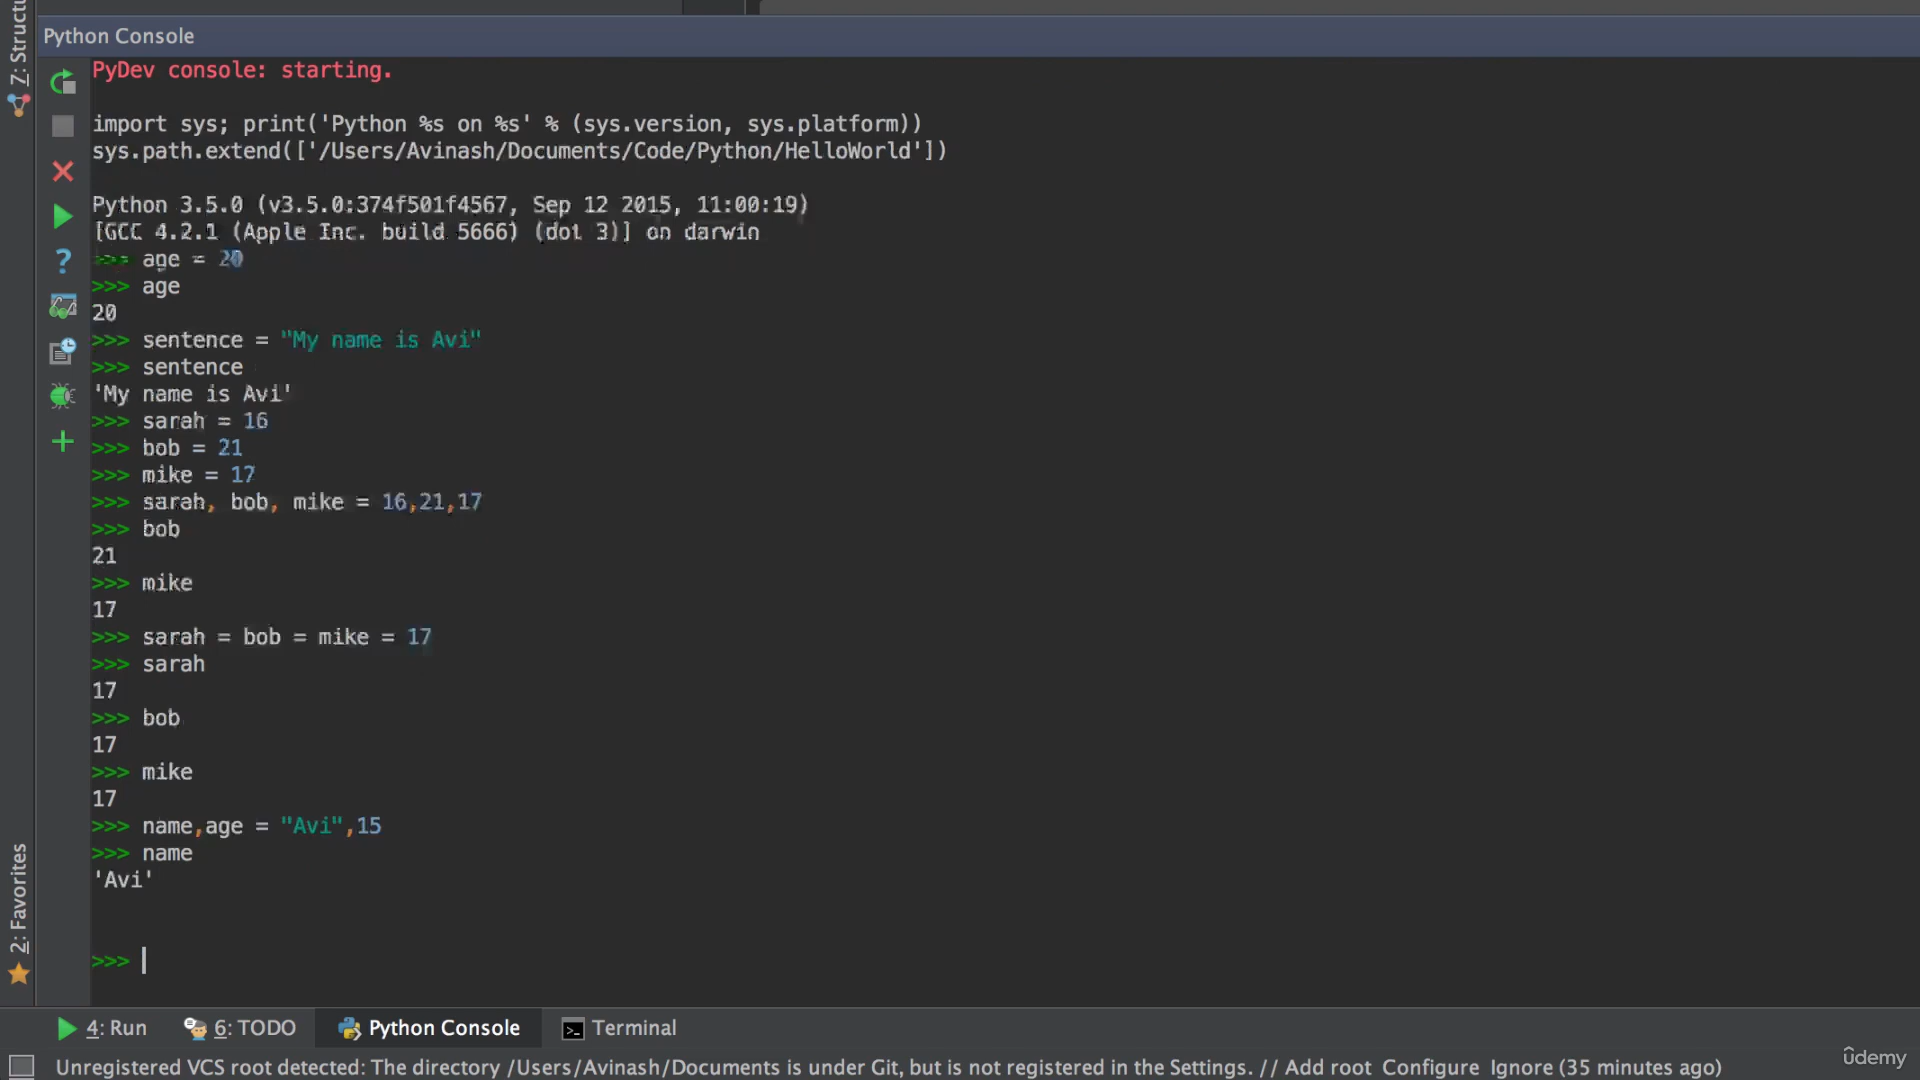 Z: Structu
Python Console
PyDev console: starting.
import sys; print('Python %s on %s' % (sys.version, sys.platform))
sys.path.extend(['/Users/Avinash/Documents/Code/Python/HelloWorld'])
Python 3.5.0 (v3.5.0:374f501f4567, Sep 12 2015, 11:00:19)
[GCC 4.2.1 (Apple Inc. build 5666) (dot 3)] on darwin
>>> age = 20
>>> age
20
>>> sentence = "My name is Avi"
>>> sentence
'My name is Avi'
>>> sarah = 16
>>> bob = 21
>>> mike = 17
>>> sarah, bob, mike = 16,21,17
>>> bob
21
>>> mike
17
>>> sarah = bob = mike = 17
>>> sarah
17
>>> bob
17
>>> mike
17
>>> name,age = "Avi",15
>>> name
'Avi'
>>>
2: Favorites
4: Run 6: TODO Python Console Terminal
Unregistered VCS root detected: The directory /Users/Avinash/Documents is under Git, but is not registered in the Settings. // Add root Configure Ignore (35 minutes ago)
ûdemy